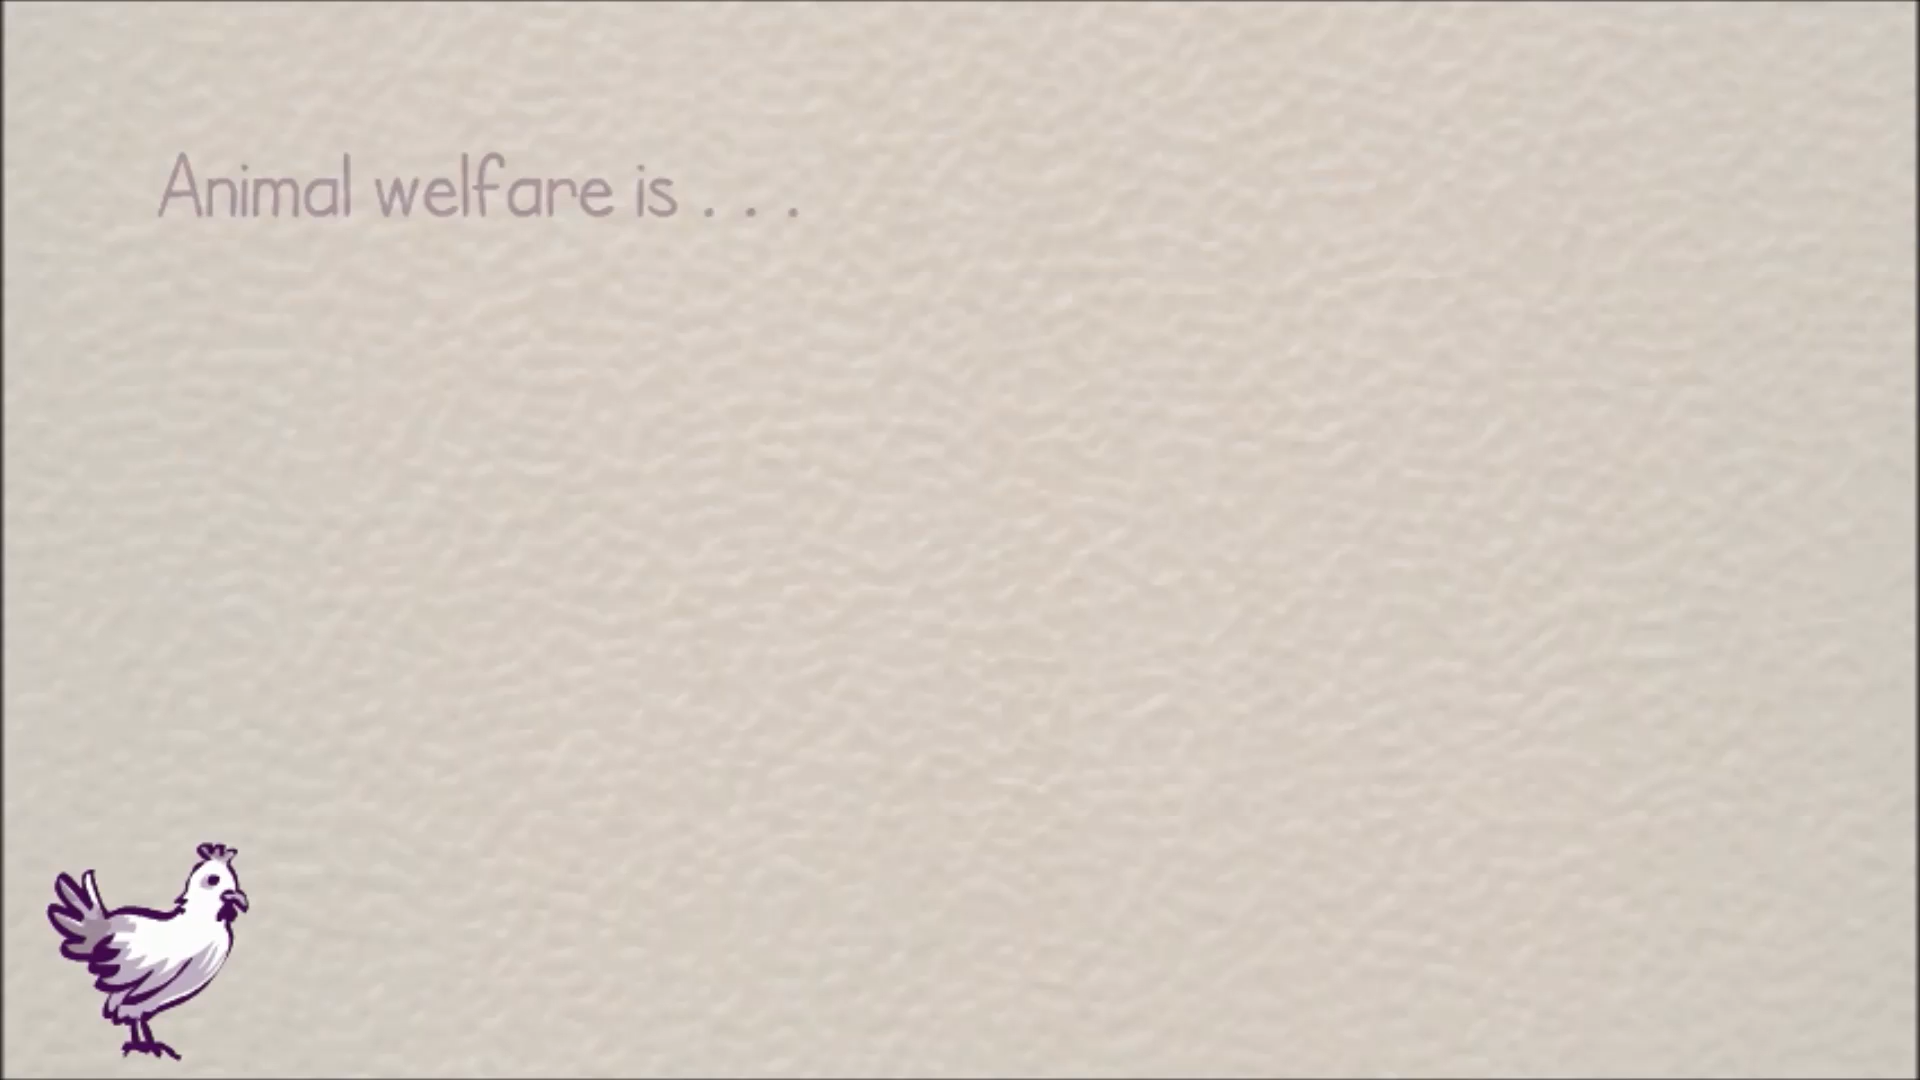 Animal welfare is . . .